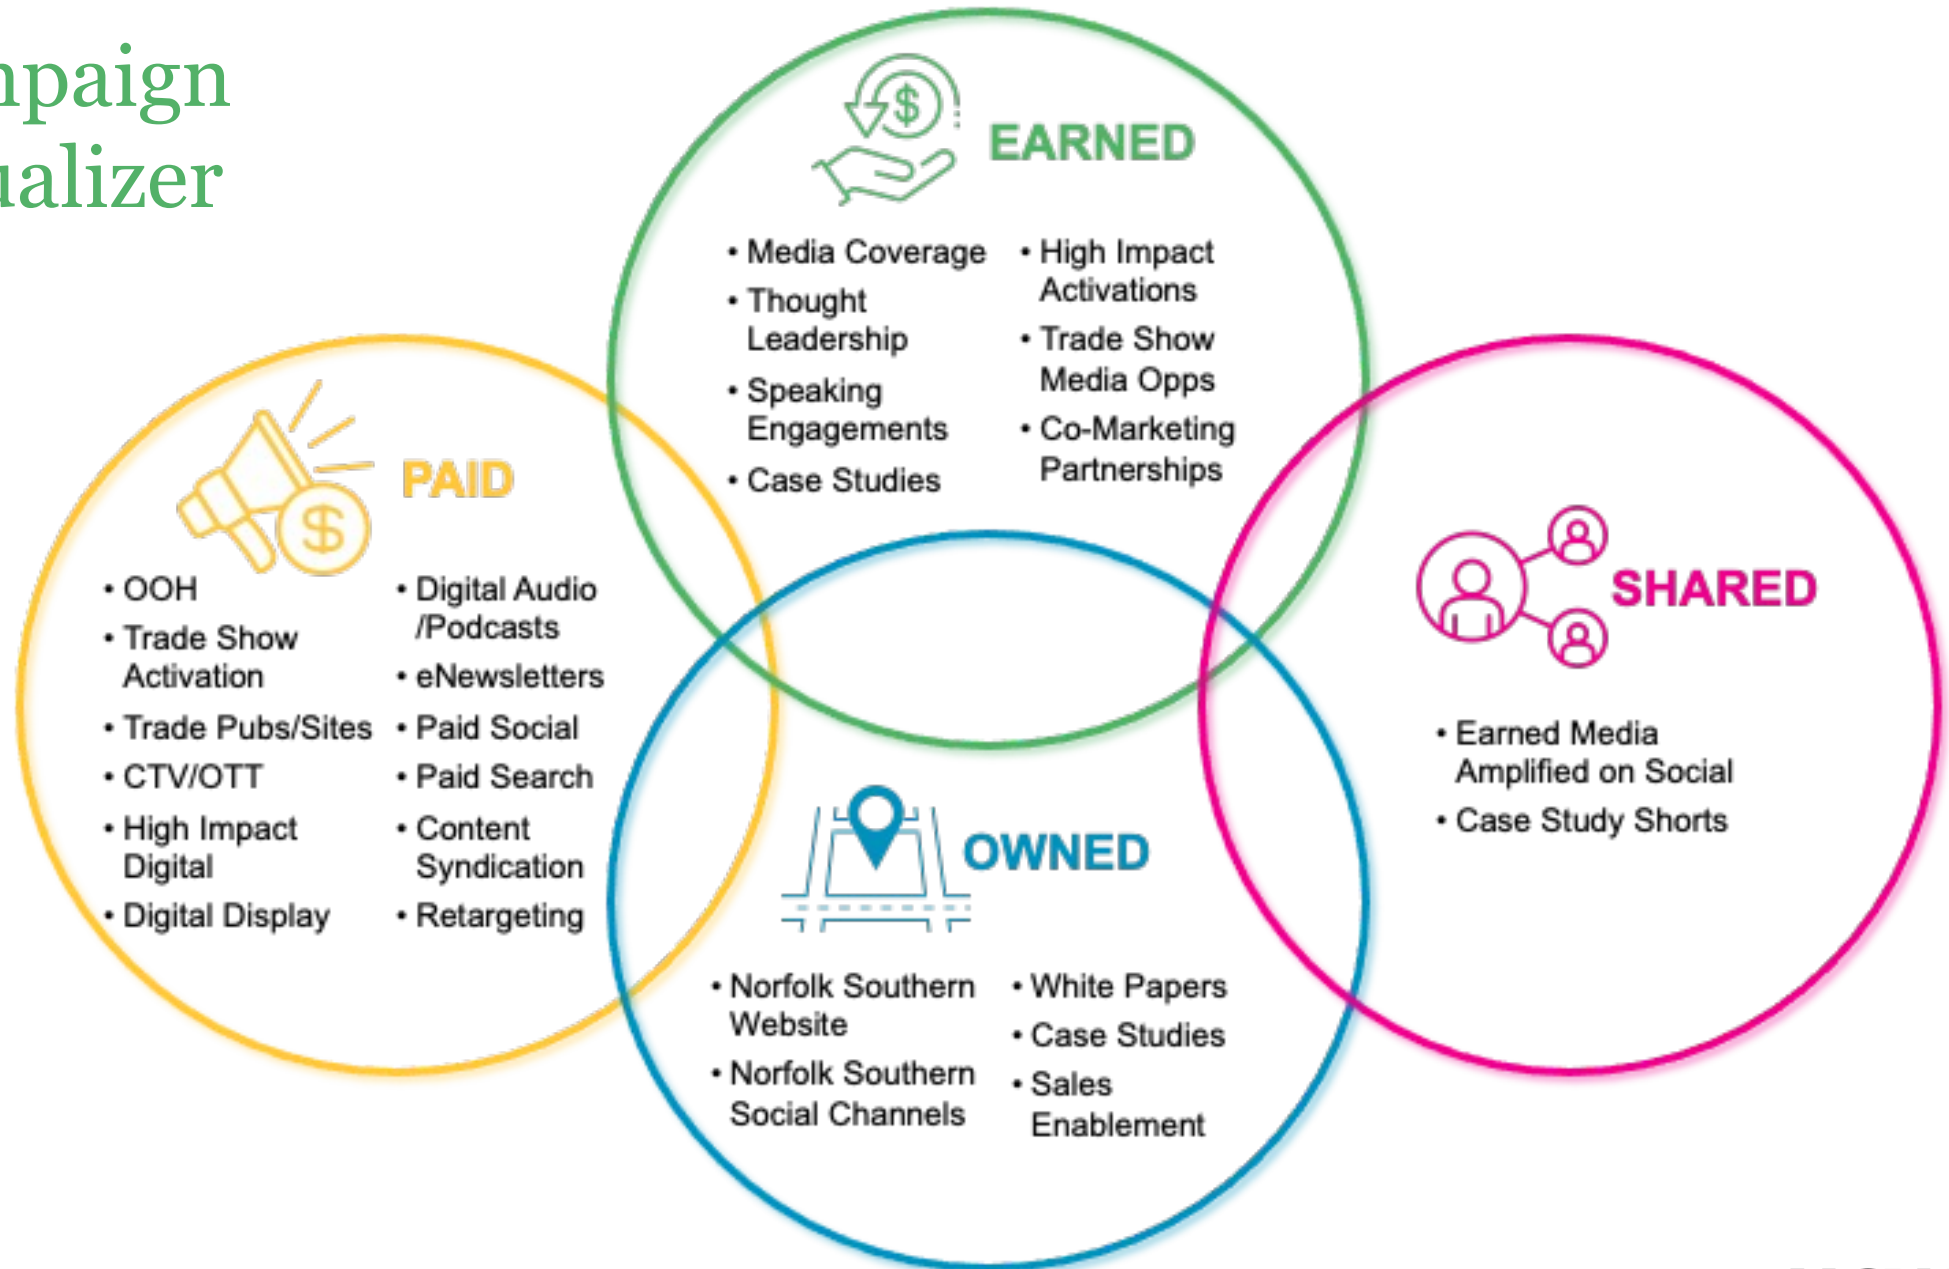 mpaign
ualizer
EARNED
• Media Coverage
• Thought
Leadership
• Speaking
Engagements
• Case Studies
• High Impact
Activations
• Trade Show
Media Opps
• Co-Marketing
Partnerships
PAID
• OOH
• Trade Show
Activation
• Trade Pubs/Sites
• CTV/OTT
• High Impact
Digital
• Digital Display
• Digital Audio
/Podcasts
• eNewsletters
• Paid Social
• Paid Search
• Content
Syndication
• Retargeting
SHARED
• Earned Media
Amplified on Social
• Case Study Shorts
OWNED
• Norfolk Southern
Website
• Norfolk Southern
Social Channels
• White Papers
• Case Studies
• Sales
Enablement